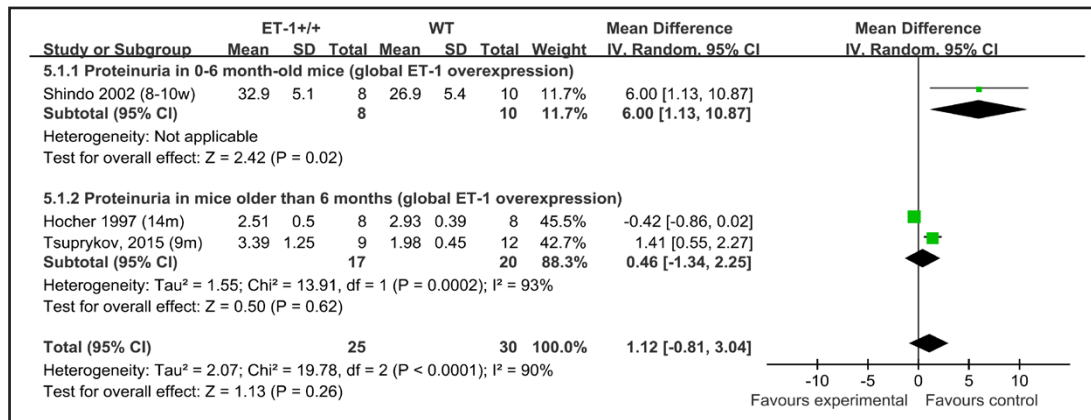 ET-1+/+ WT Mean Difference Mean Difference
Study or Subgroup Mean SD Total Mean SD Total Weight IV, Random, 95% CI IV, Random, 95% CI
5.1.1 Proteinuria in 0-6 month-old mice (global ET-1 overexpression)
Shindo 2002 (8-10w) 32.9 5.1 8 26.9 5.4 10 11.7% 6.00 [1.13, 10.87]
Subtotal (95% CI) 8 10 11.7% 6.00 [1.13, 10.87]
Heterogeneity: Not applicable
Test for overall effect: Z = 2.42 (P = 0.02)
5.1.2 Proteinuria in mice older than 6 months (global ET-1 overexpression)
Hocher 1997 (14m) 2.51 0.5 8 2.93 0.39 8 45.5% -0.42 [-0.86, 0.02]
Tsuprykov, 2015 (9m) 3.39 1.25 9 1.98 0.45 12 42.7% 1.41 [0.55, 2.27]
Subtotal (95% CI) 17 20 88.3% 0.46 [-1.34, 2.25]
Heterogeneity: Tau² = 1.55; Chi² = 13.91, df = 1 (P = 0.0002); I² = 93%
Test for overall effect: Z = 0.50 (P = 0.62)
Total (95% CI) 25 30 100.0% 1.12 [-0.81, 3.04]
Heterogeneity: Tau² = 2.07; Chi² = 19.78, df = 2 (P < 0.0001); I² = 90%
Test for overall effect: Z = 1.13 (P = 0.26)
-10 -5 0 5 10
Favours experimental Favours control